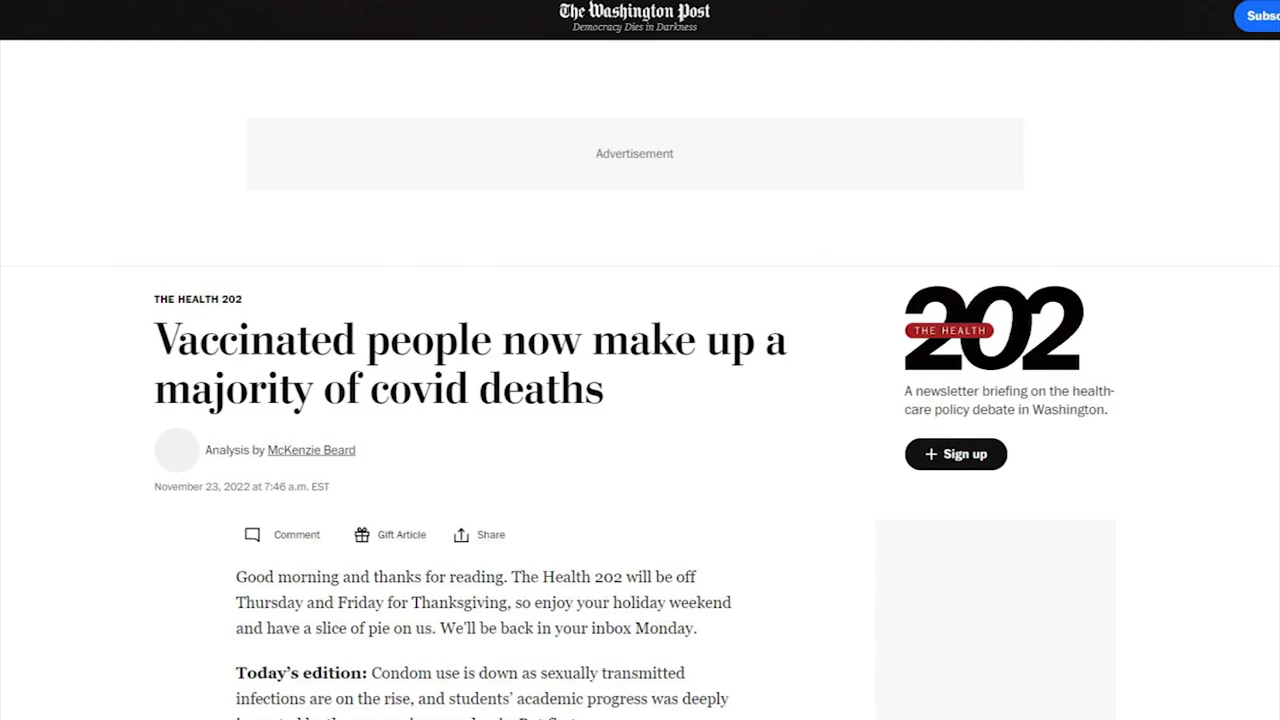 The Washington Post
Democracy Dies in Darkness
Advertisement
THE HEALTH 202
Vaccinated people now make up a
majority of covid deaths
Analysis by McKenzie Beard
November 23, 2022 at 7:46 a.m. EST
Comment
Gift Article
Share
Good morning and thanks for reading. The Health 202 will be off
Thursday and Friday for Thanksgiving, so enjoy your holiday weekend
and have a slice of pie on us. We'll be back in your inbox Monday.
Today's edition: Condom use is down as sexually transmitted
infections are on the rise, and students' academic progress was deeply
202
THE HEALTH
A newsletter briefing on the health-
care policy debate in Washington.
+ Sign up